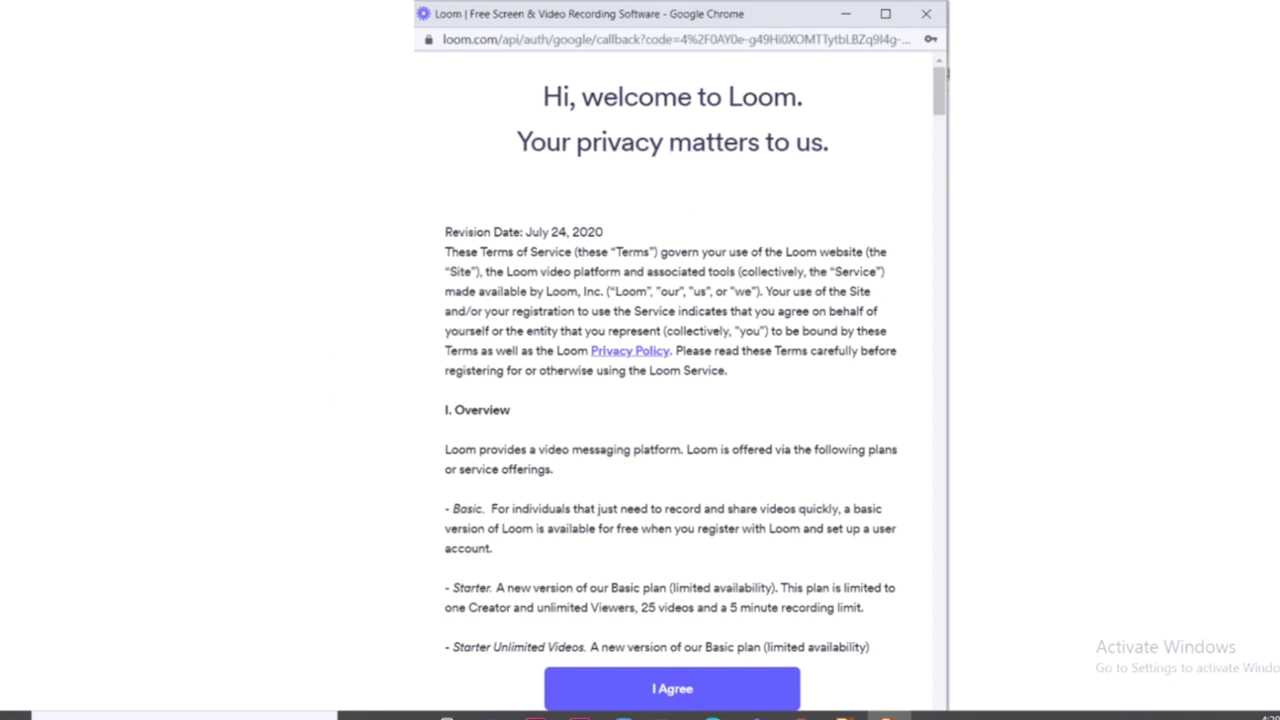 Loom | Free Screen & Video Recording Software - Google Chrome
loom.com/api/auth/google/callback?code=4%2F0AY0e-g49Hi0XOMTTytbLBZq9I4g-...
Hi, welcome to Loom.
Your privacy matters to us.
Revision Date: July 24, 2020
These Terms of Service (these “Terms”) govern your use of the Loom website (the
“Site”), the Loom video platform and associated tools (collectively, the “Service”)
made available by Loom, Inc. (“Loom”, "our", "us", or "we"). Your use of the Site
and/or your registration to use the Service indicates that you agree on behalf of
yourself or the entity that you represent (collectively, "you") to be bound by these
Terms as well as the Loom Privacy Policy. Please read these Terms carefully before
registering for or otherwise using the Loom Service.
I. Overview
Loom provides a video messaging platform. Loom is offered via the following plans
or service offerings.
- Basic. For individuals that just need to record and share videos quickly, a basic
version of Loom is available for free when you register with Loom and set up a user
account.
- Starter. A new version of our Basic plan (limited availability). This plan is limited to
one Creator and unlimited Viewers, 25 videos and a 5 minute recording limit.
- Starter Unlimited Videos. A new version of our Basic plan (limited availability)
I Agree
Activate Windows
Go to Settings to activate Windo